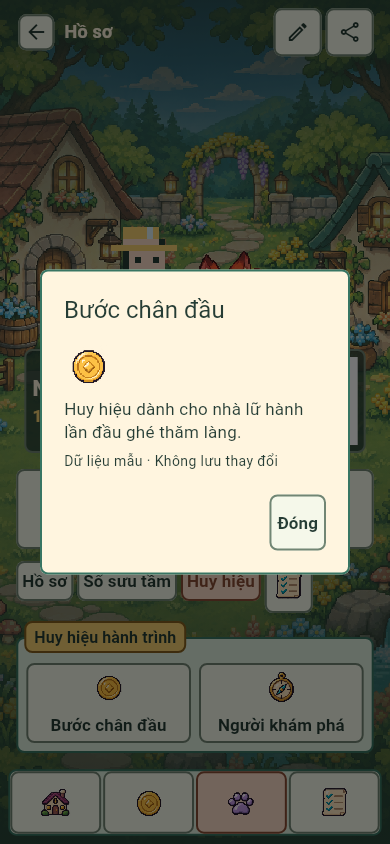 Hồ sơ
Bước chân đầu
Huy hiệu dành cho nhà lữ hành
lần đầu ghé thăm làng.
Dữ liệu mẫu · Không lưu thay đổi
Đóng
Hồ sơ
Sổ sưu tầm
Huy hiệu
Huy hiệu hành trình
Bước chân đầu
Người khám phá